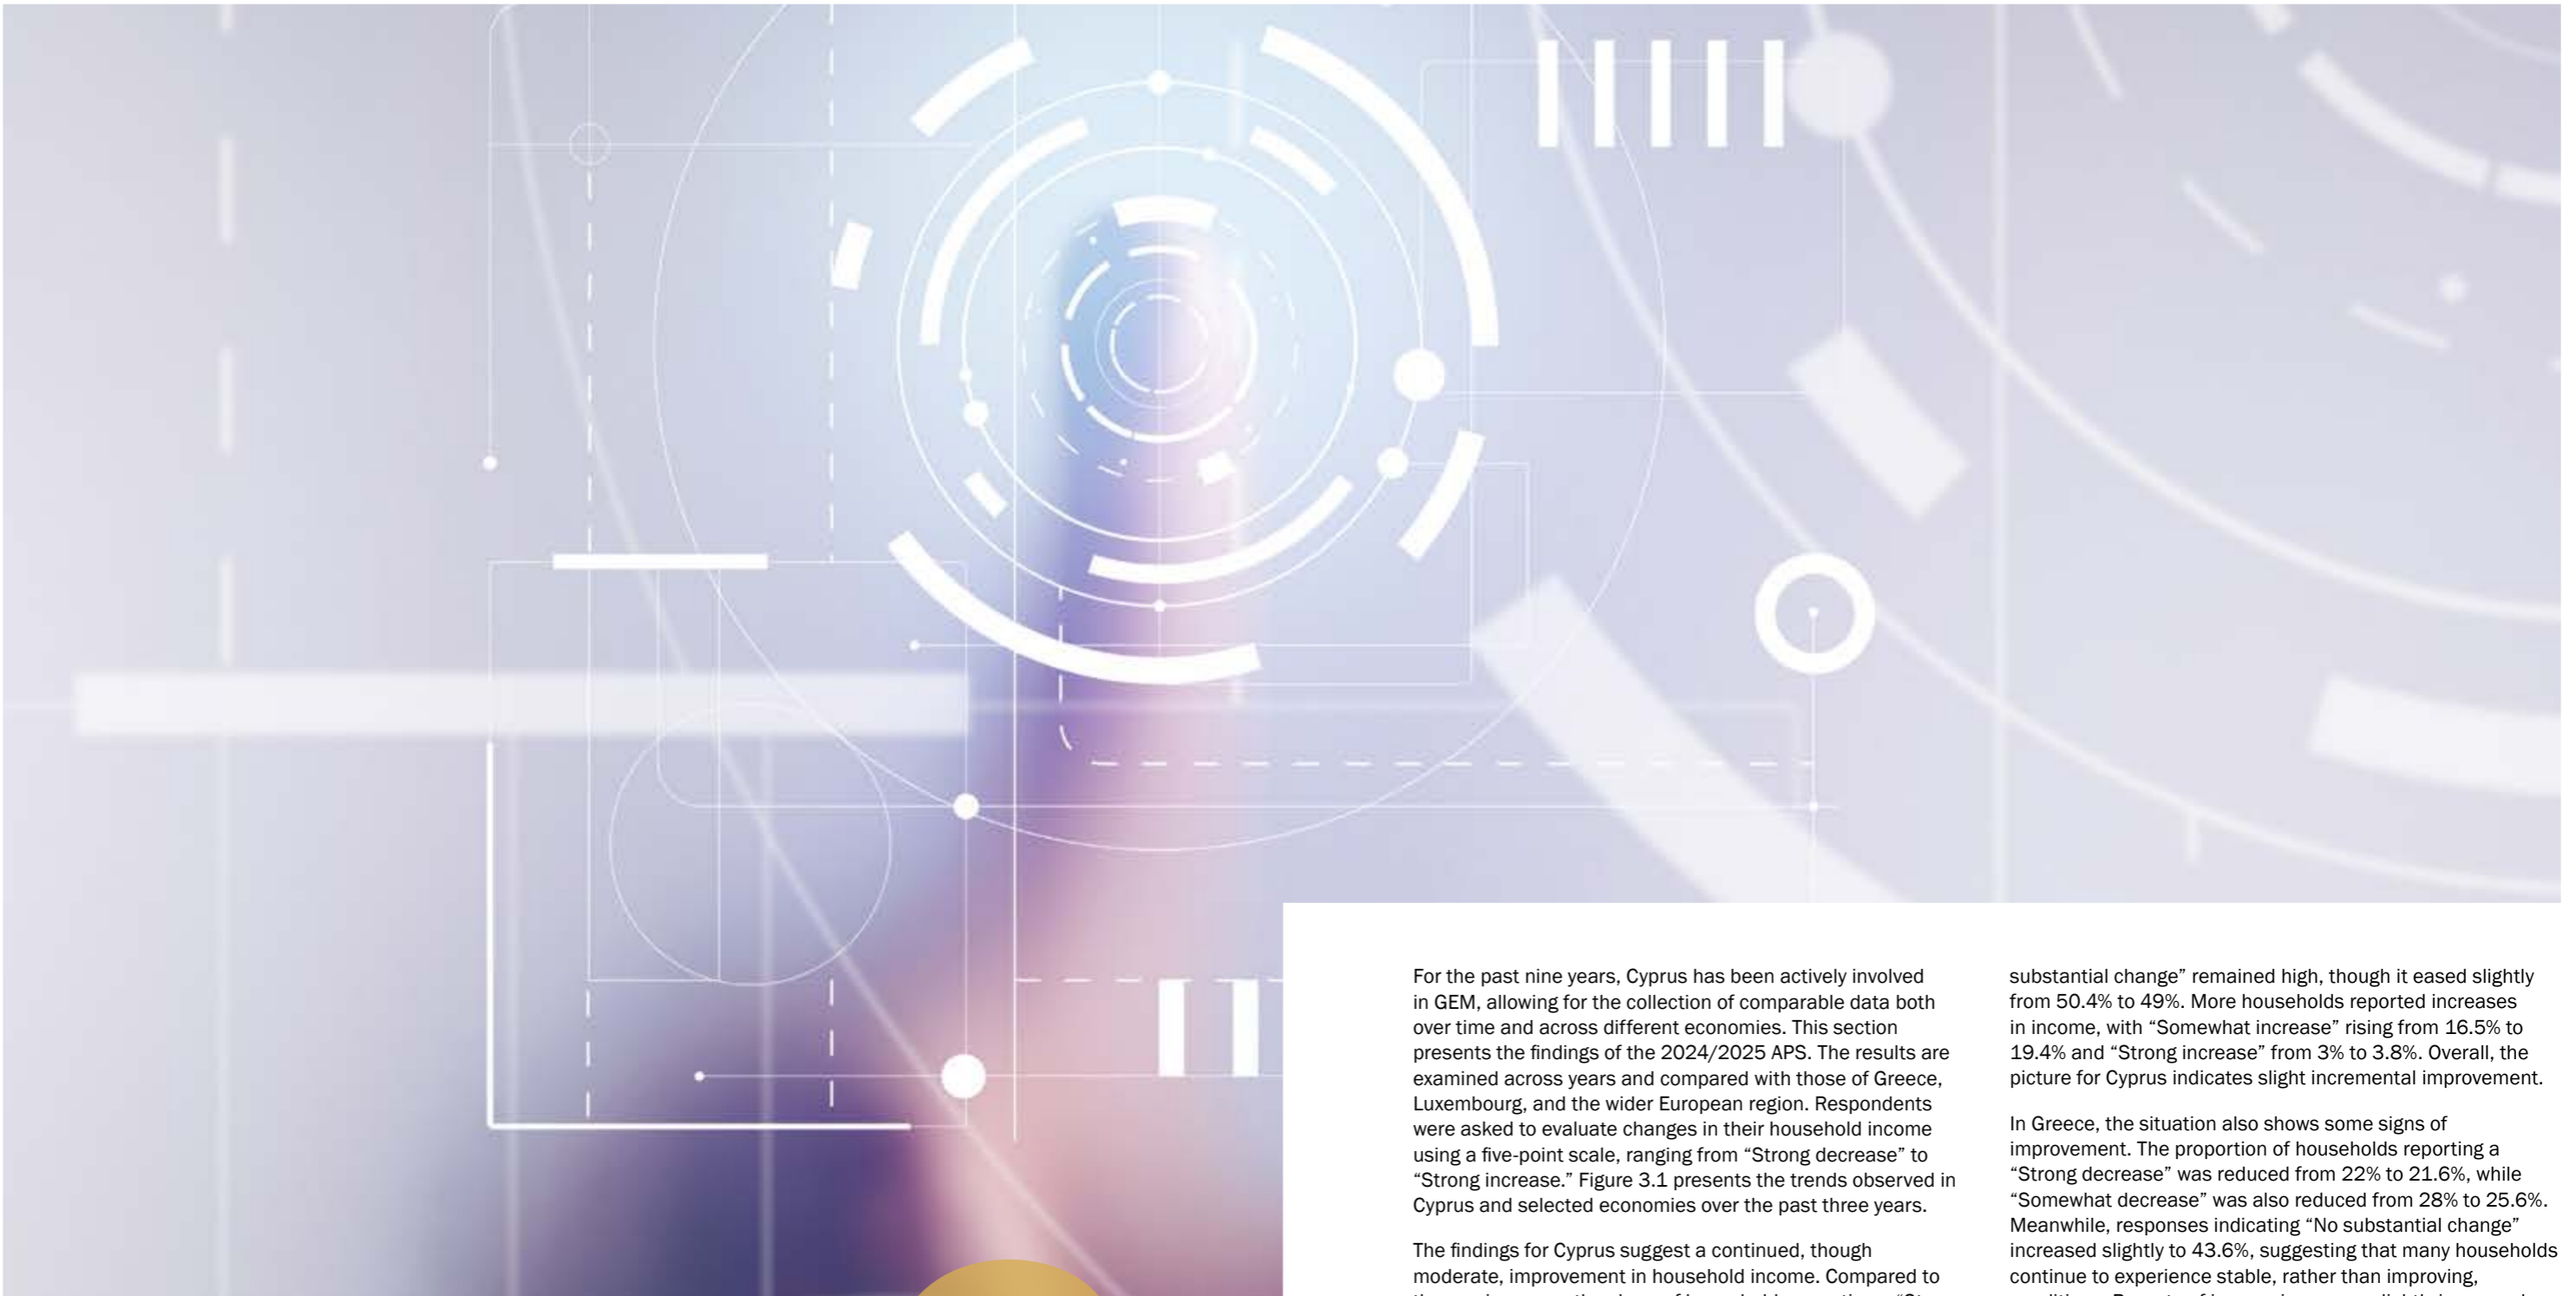 For the past nine years, Cyprus has been actively involved
in GEM, allowing for the collection of comparable data both
over time and across different economies. This section
presents the findings of the 2024/2025 APS. The results are
examined across years and compared with those of Greece,
Luxembourg, and the wider European region. Respondents
were asked to evaluate changes in their household income
using a five-point scale, ranging from “Strong decrease” to
“Strong increase.” Figure 3.1 presents the trends observed in
Cyprus and selected economies over the past three years.
The findings for Cyprus suggest a continued, though
moderate, improvement in household income. Compared to
substantial change” remained high, though it eased slightly
from 50.4% to 49%. More households reported increases
in income, with “Somewhat increase” rising from 16.5% to
19.4% and “Strong increase” from 3% to 3.8%. Overall, the
picture for Cyprus indicates slight incremental improvement.
In Greece, the situation also shows some signs of
improvement. The proportion of households reporting a
“Strong decrease” was reduced from 22% to 21.6%, while
“Somewhat decrease” was also reduced from 28% to 25.6%.
Meanwhile, responses indicating “No substantial change”
increased slightly to 43.6%, suggesting that many households
continue to experience stable, rather than improving,